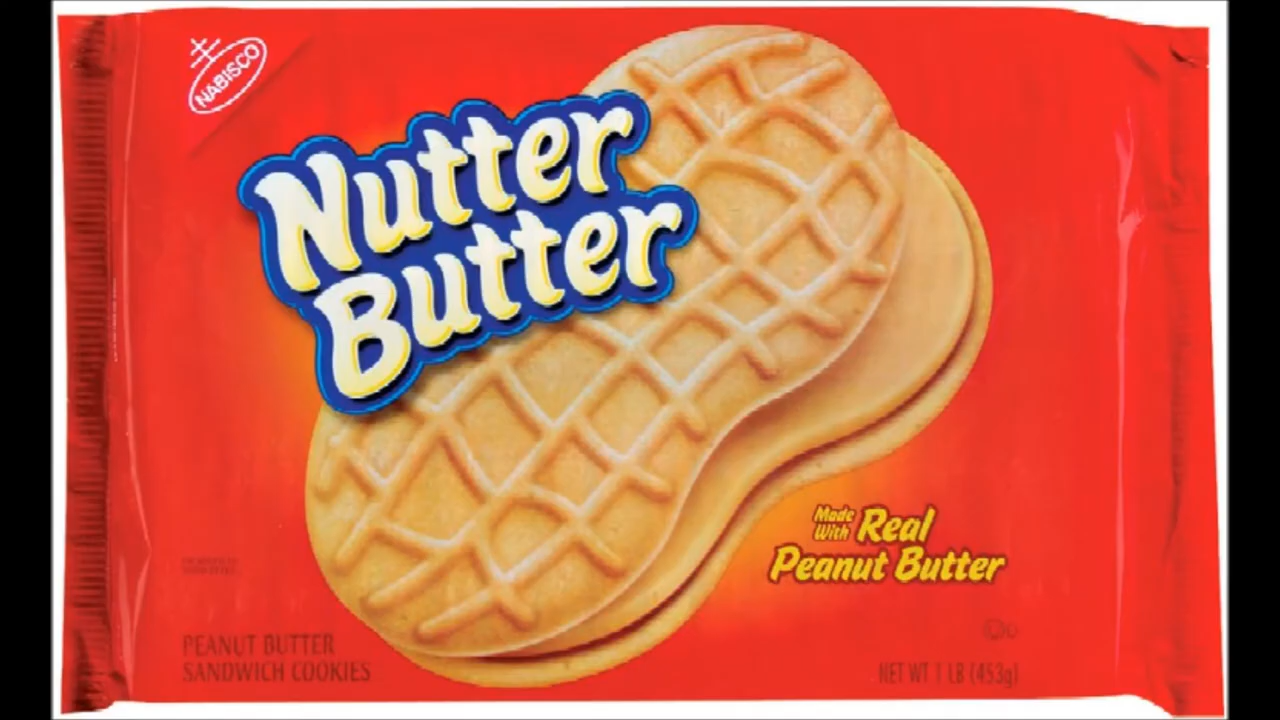 NABISCO
Nutter
Butter
Made
With Real
Peanut Butter
PEANUT BUTTER
SANDWICH COOKIES
NET WT 1 LB (453g)